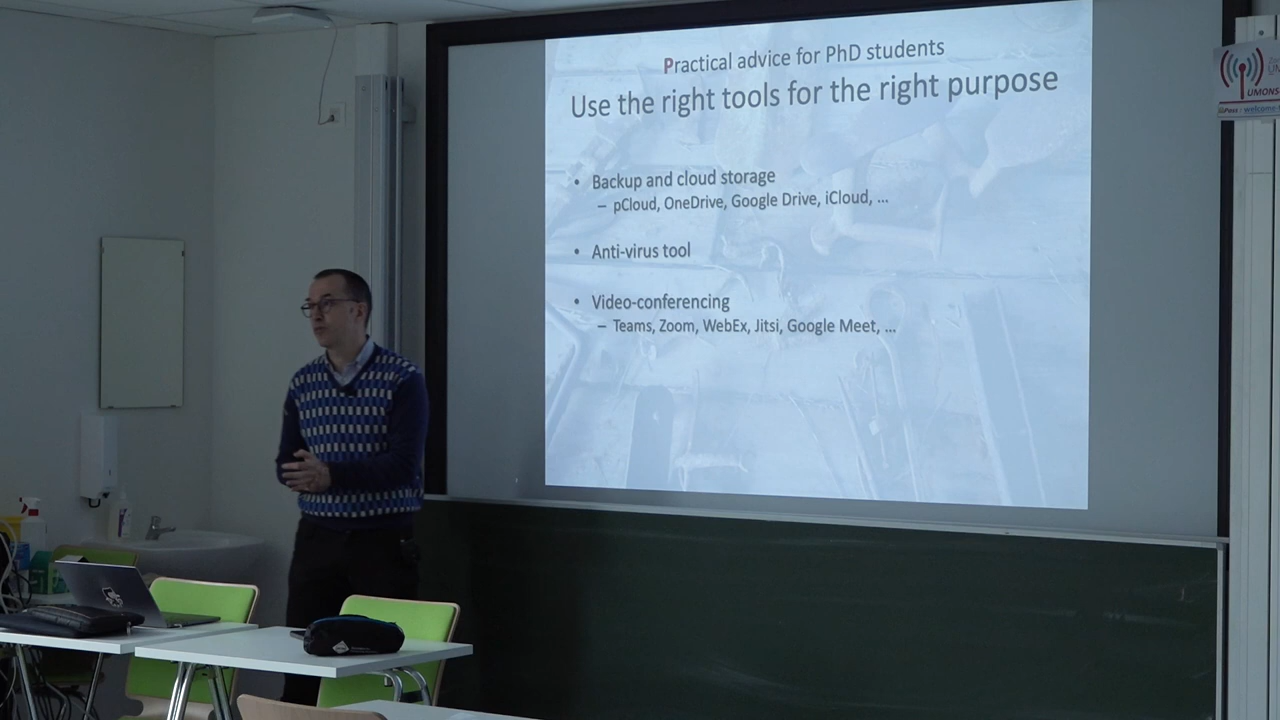 Practical advice for PhD students
Use the right tools for the right purpose
• Backup and cloud storage
– pCloud, OneDrive, Google Drive, iCloud, ...
• Anti-virus tool
• Video-conferencing
– Teams, Zoom, WebEx, Jitsi, Google Meet, ...
UMONS